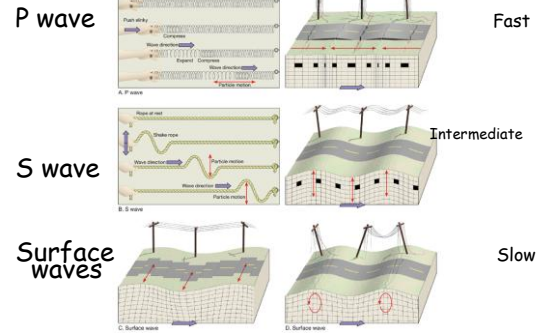 P wave
Fast
Push slinky
Compress
Wave direction
Expand Compress
Wave direction
Particle motion
A. P wave
S wave
Intermediate
Rope at rest
Shake rope
Wave direction
Particle motion
Wave direction
Particle motion
B. S wave
Surface
waves
Slow
C. Surface wave
D. Surface wave